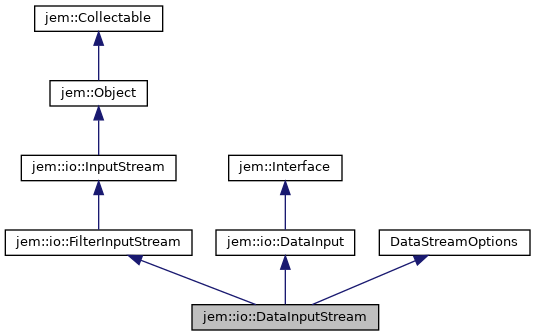 jem::Collectable
jem::Object
jem::io::InputStream
jem::Interface
jem::io::FilterInputStream
jem::io::DataInput
DataStreamOptions
jem::io::DataInputStream